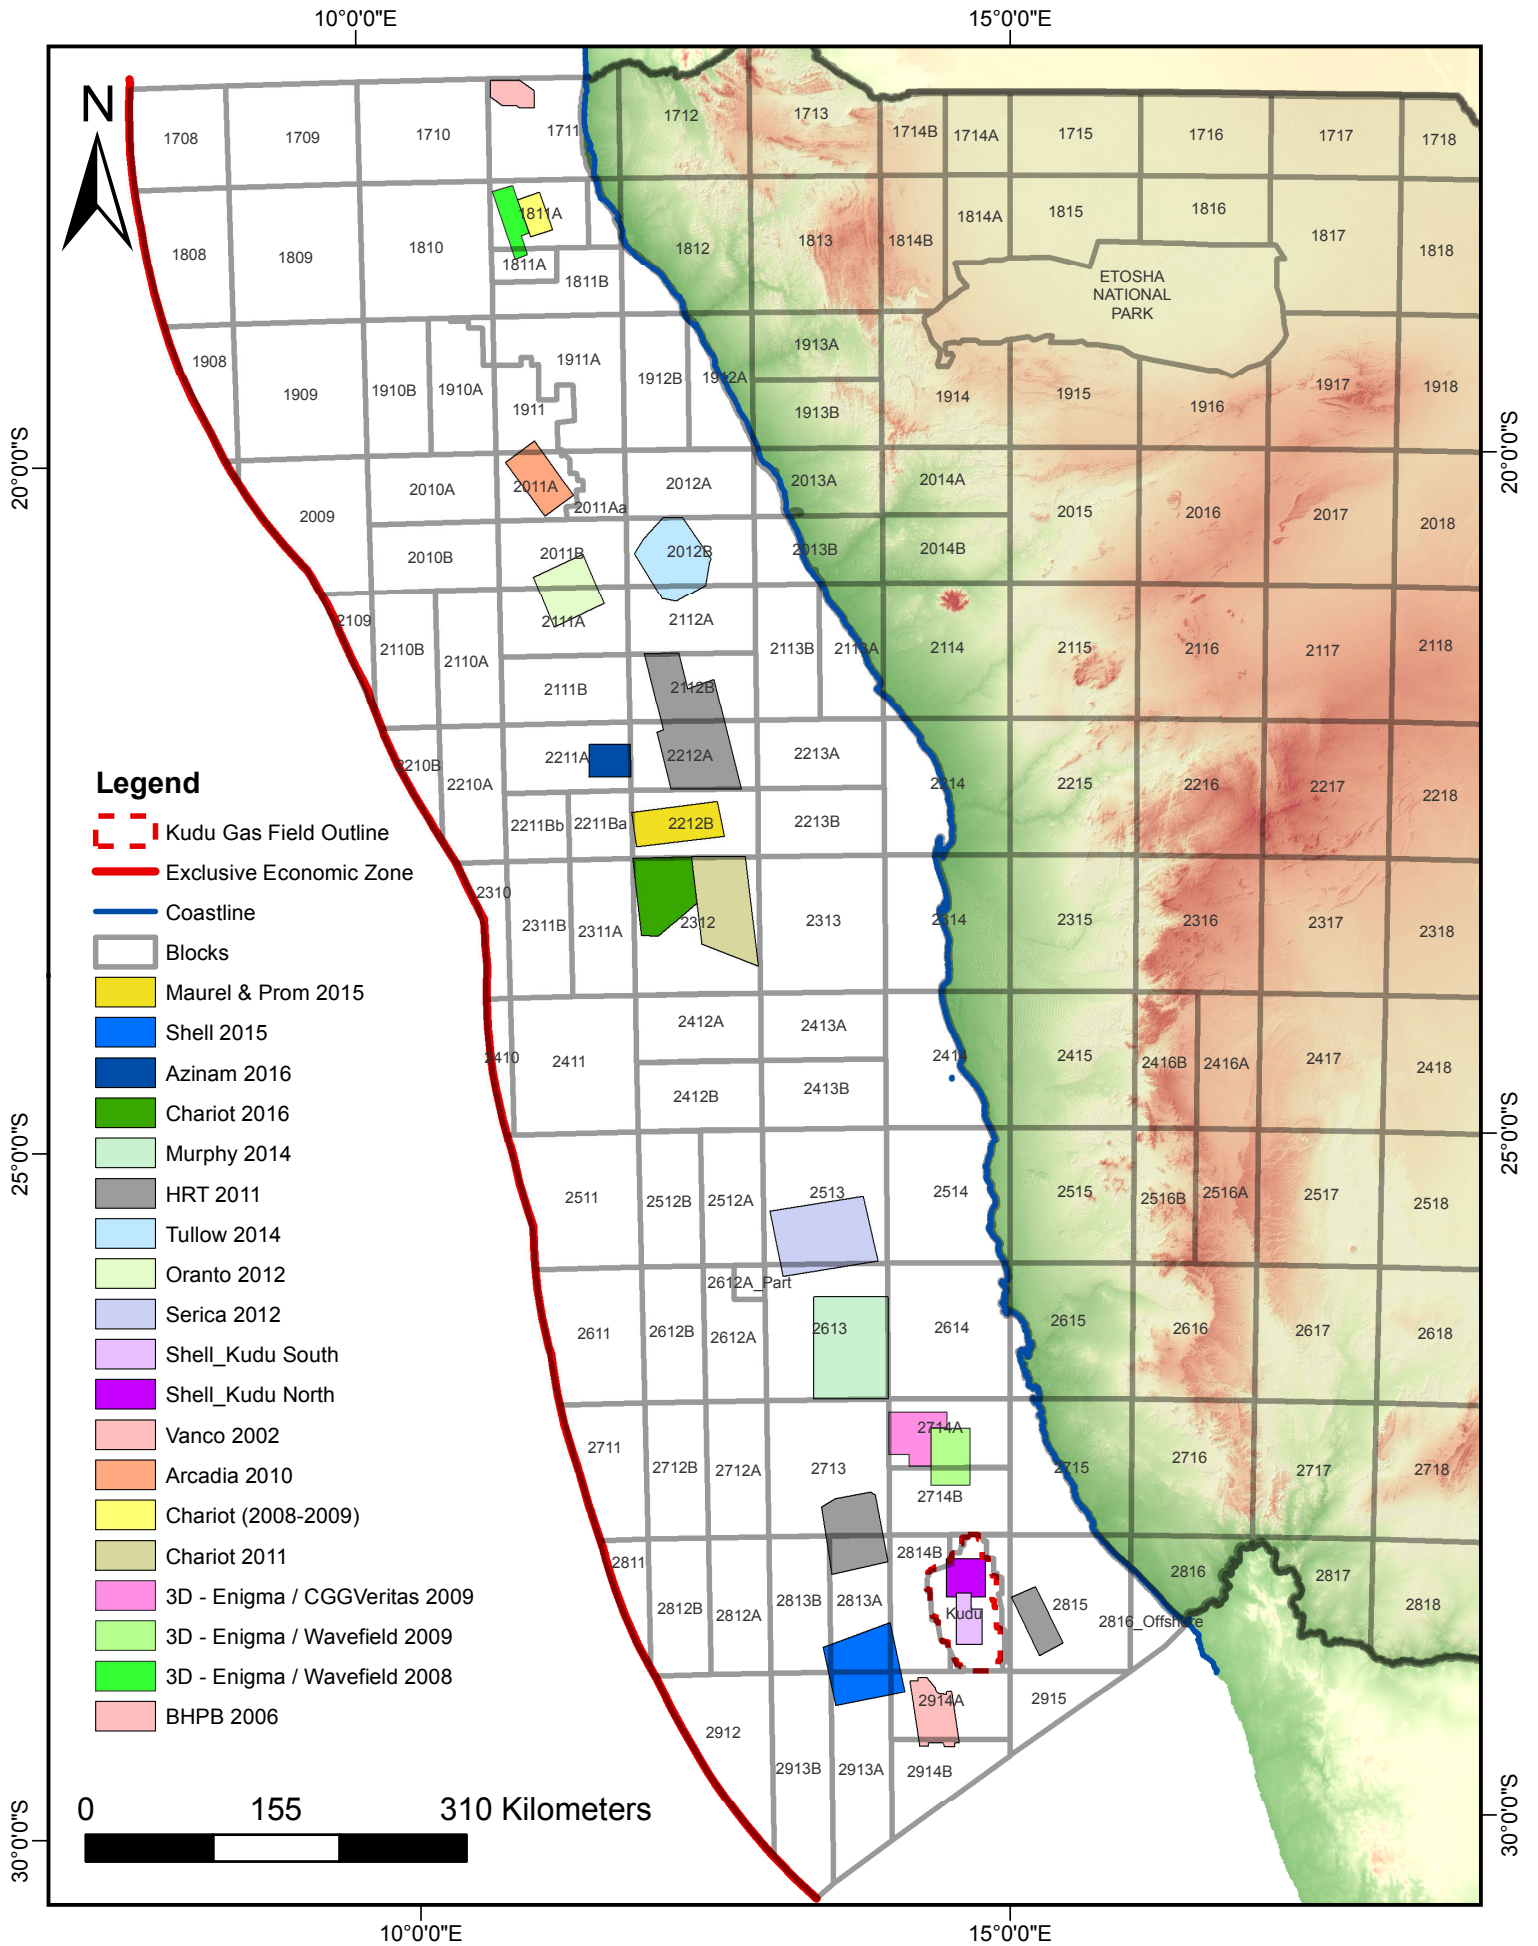 10°0'0"E 15°0'0"E
N
1708 1709 1710 1711 1712 1713 1714B 1714A 1715 1716 1717 1718
1808 1809 1810 1811A 1812 1813 1814B 1814A 1815 1816 1817 1818
1811A 1811B
ETOSHA
NATIONAL
PARK
1908 1909 1910B 1910A 1911 1911A 1912B 1912A 1913A 1914 1915 1916 1917 1918
1913B
20°0'0"S 20°0'0"S
2009 2010A 2011A 2011Aa 2012A 2013A 2014A 2015 2016 2017 2018
2010B 2011B 2012B 2013B 2014B
2109 2110B 2110A 2111A 2112A 2113B 2113A 2114 2115 2116 2117 2118
2111B 2112B
2210B 2210A 2211A 2212A 2213A 2214 2215 2216 2217 2218
2211Bb 2211Ba 2212B 2213B
2310 2311B 2311A 2312 2313 2314 2315 2316 2317 2318
2410 2411 2412A 2413A 2414 2415 2416B 2416A 2417 2418
2412B 2413B
25°0'0"S 25°0'0"S
2511 2512B 2512A 2513 2514 2515 2516B 2516A 2517 2518
2612A_Part
2611 2612B 2612A 2613 2614 2615 2616 2617 2618
2711 2712B 2712A 2713 2714A 2715 2716 2717 2718
2714B
2811 2812B 2812A 2813B 2813A 2814B Kudu 2815 2816_Offshore 2816 2817 2818
2912 2913B 2913A 2914A 2915
2914B
Legend
Kudu Gas Field Outline
Exclusive Economic Zone
Coastline
Blocks
Maurel & Prom 2015
Shell 2015
Azinam 2016
Chariot 2016
Murphy 2014
HRT 2011
Tullow 2014
Oranto 2012
Serica 2012
Shell_Kudu South
Shell_Kudu North
Vanco 2002
Arcadia 2010
Chariot (2008-2009)
Chariot 2011
3D - Enigma / CGGVeritas 2009
3D - Enigma / Wavefield 2009
3D - Enigma / Wavefield 2008
BHPB 2006
0 155 310 Kilometers
30°0'0"S 30°0'0"S
10°0'0"E 15°0'0"E